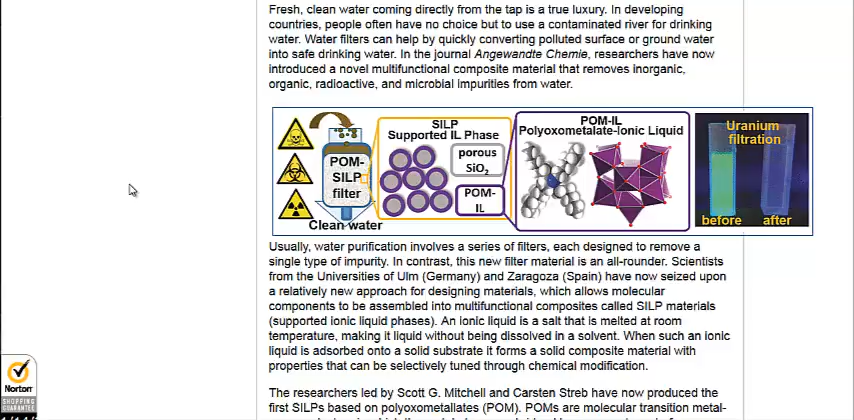 Fresh, clean water coming directly from the tap is a true luxury. In developing
countries, people often have no choice but to use a contaminated river for drinking
water. Water filters can help by quickly converting polluted surface or ground water
into safe drinking water. In the journal Angewandte Chemie, researchers have now
introduced a novel multifunctional composite material that removes inorganic,
organic, radioactive, and microbial impurities from water.
POM-
SILP
filter
Clean water
SILP
Supported IL Phase
porous
SiO2
POM-
IL
POM-IL
Polyoxometalate-Ionic Liquid
Uranium
filtration
before after
Usually, water purification involves a series of filters, each designed to remove a
single type of impurity. In contrast, this new filter material is an all-rounder. Scientists
from the Universities of Ulm (Germany) and Zaragoza (Spain) have now seized upon
a relatively new approach for designing materials, which allows molecular
components to be assembled into multifunctional composites called SILP materials
(supported ionic liquid phases). An ionic liquid is a salt that is melted at room
temperature, making it liquid without being dissolved in a solvent. When such an ionic
liquid is adsorbed onto a solid substrate it forms a solid composite material with
properties that can be selectively tuned through chemical modification.
Norton
SHOPPING
GUARANTEE
The researchers led by Scott G. Mitchell and Carsten Streb have now produced the
first SILPs based on polyoxometallates (POM). POMs are molecular transition metal-